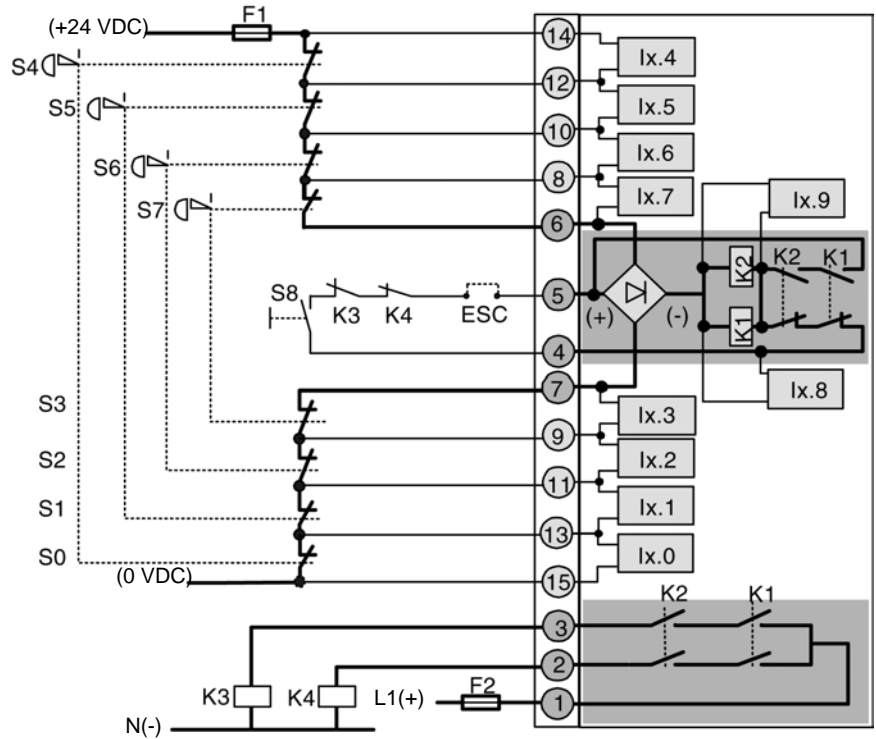 (+24 VDC) F1 14 Ix.4
S4 12
S5 10 Ix.5
S6 8 Ix.6
S7 6 Ix.7 Ix.9
K2 K2 K1
S8 K3 K4 ESC 5 (+) (-)
K1
4
7 Ix.8
S3 9 Ix.3
S2 11 Ix.2
S1 13 Ix.1
S0 Ix.0
(0 VDC) 15
K2 K1
3
2
K3 K4 L1(+) F2 1
N(-)